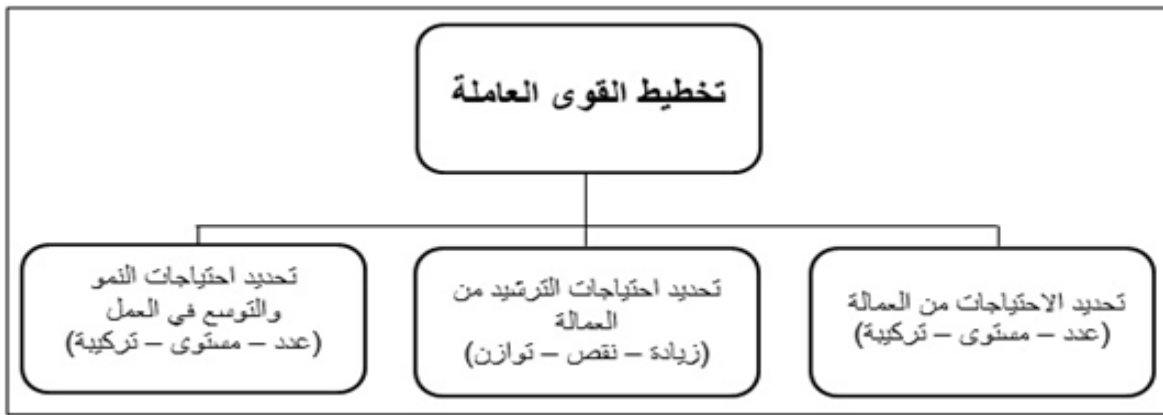 تخطيط القوى العاملة
تحديد الاحتياجات من العمالة
(عدد – مستوى – تركيبة)
تحديد احتياجات الترشيد من
العمالة
(زيادة – نقص – توازن)
تحديد احتياجات النمو
والتوسع في العمل
(عدد – مستوى – تركيبة)